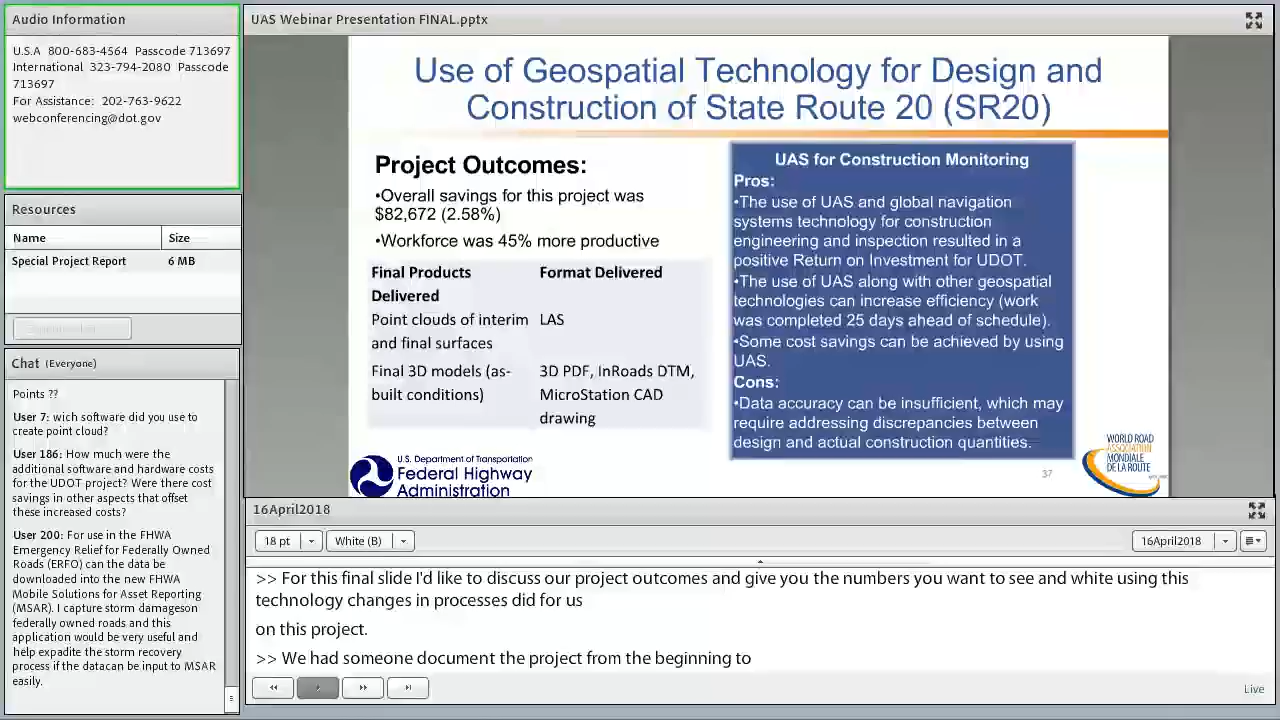 Audio Information
U.S.A 800-683-4564 Passcode 713697
International 323-794-2080 Passcode
713697
For Assistance: 202-763-9622
webconferencing@dot.gov
Resources
Name Size
Special Project Report 6 MB
Chat (Everyone)
Points ??
User 7: wich software did you use to
create point cloud?
User 186: How much were the
additional software and hardware costs
for the UDOT project? Were there cost
savings in other aspects that offset
these increased costs?
User 200: For use in the FHWA
Emergency Relief for Federally Owned
Roads (ERFO) can the data be
downloaded into the new FHWA
Mobile Solutions for Asset Reporting
(MSAR). I capture storm damageson
federally owned roads and this
application would be very useful and
help expadite the storm recovery
process if the datacan be input to MSAR
easily.
UAS Webinar Presentation FINAL.pptx
Use of Geospatial Technology for Design and
Construction of State Route 20 (SR20)
Project Outcomes:
•Overall savings for this project was
$82,672 (2.58%)
•Workforce was 45% more productive
Final Products
Delivered
Format Delivered
Point clouds of interim
and final surfaces
LAS
Final 3D models (as-
built conditions)
3D PDF, InRoads DTM,
MicroStation CAD
drawing
UAS for Construction Monitoring
Pros:
•The use of UAS and global navigation
systems technology for construction
engineering and inspection resulted in a
positive Return on Investment for UDOT.
•The use of UAS along with other geospatial
technologies can increase efficiency (work
was completed 25 days ahead of schedule).
•Some cost savings can be achieved by using
UAS.
Cons:
•Data accuracy can be insufficient, which may
require addressing discrepancies between
design and actual construction quantities.
U.S. Department of Transportation
Federal Highway
Administration
37
WORLD ROAD
ASSOCIATION
MONDIALE
DE LA ROUTE
16April2018
18 pt White (B) 16April2018
>> For this final slide I'd like to discuss our project outcomes and give you the numbers you want to see and white using this
technology changes in processes did for us
on this project.
>> We had someone document the project from the beginning to
Live